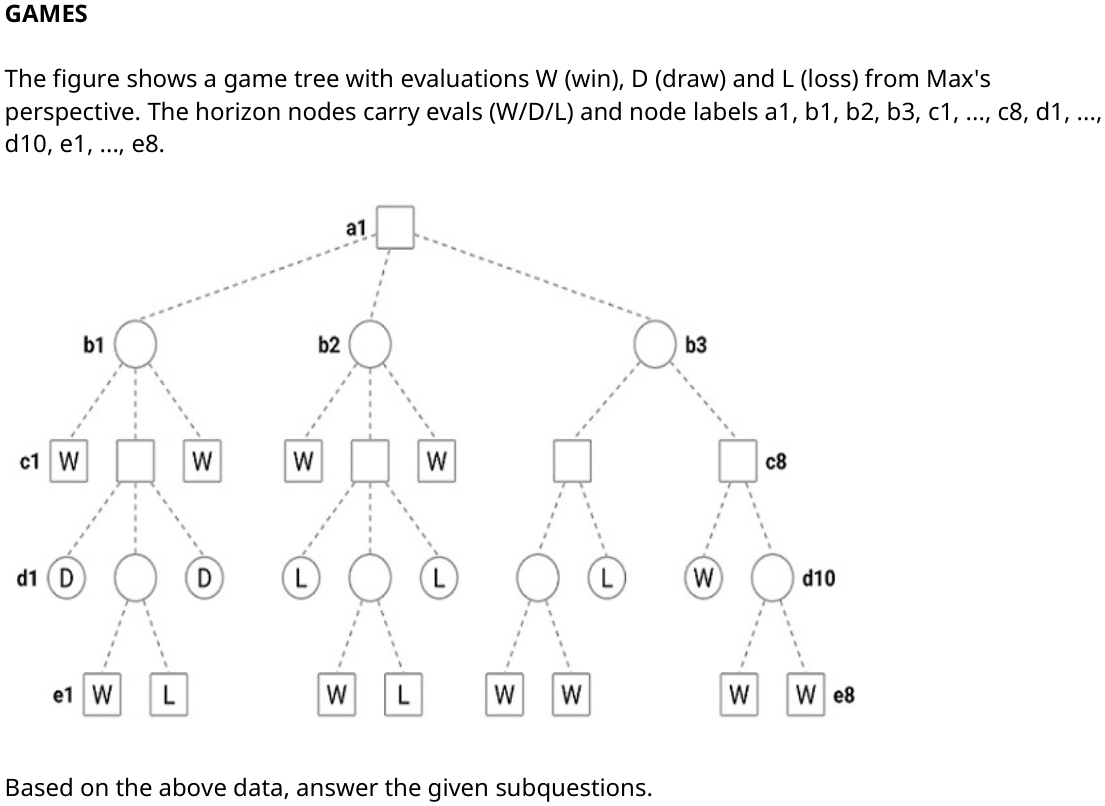 GAMES
The figure shows a game tree with evaluations W (win), D (draw) and L (loss) from Max's
perspective. The horizon nodes carry evals (W/D/L) and node labels a1, b1, b2, b3, c1, ..., c8, d1, ...,
d10, e1, ..., e8.
a1
b1 b2 b3
c1 W W W W c8
d1 D D L L L W d10
e1 W L W L W W W W e8
Based on the above data, answer the given subquestions.